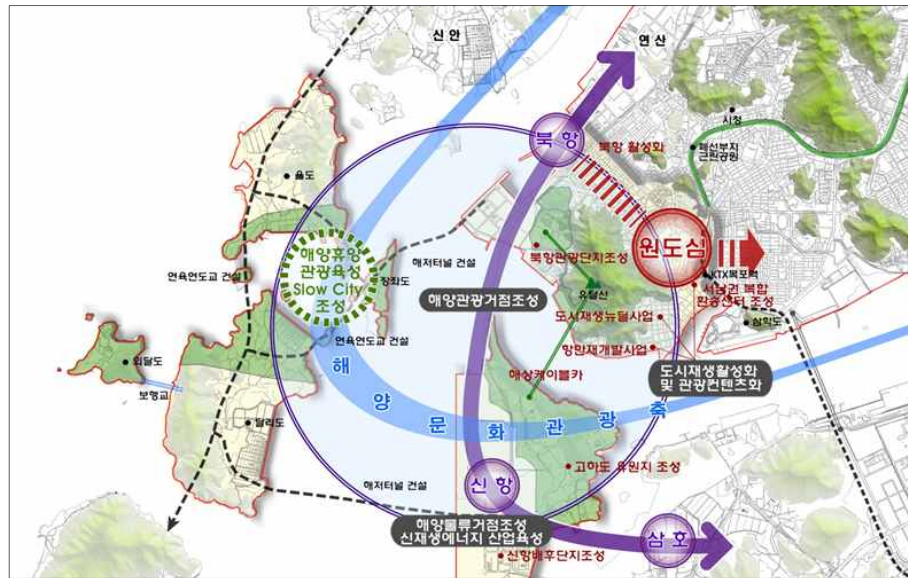 신안
연산
시청
북항
북항 활성화
폐선부지
근린공원
율도
원도심
해양휴양
관광육성
Slow City
조성
장좌도
해저터널 건설
북항관광단지조성
KTX목포역
연육연도교 건설
서남권 복합
환승센터 조성
유달산
해양관광거점조성
도시재생뉴딜사업
삼학도
연육연도교 건설
항만재개발사업
외달도
해상케이블카
도시재생활성화
및 관광컨텐츠화
보행교
해양문화관광축
달리도
고하도 유원지 조성
신항
해저터널 건설
해양물류거점조성
신재생에너지 산업육성
삼호
신항배후단지조성